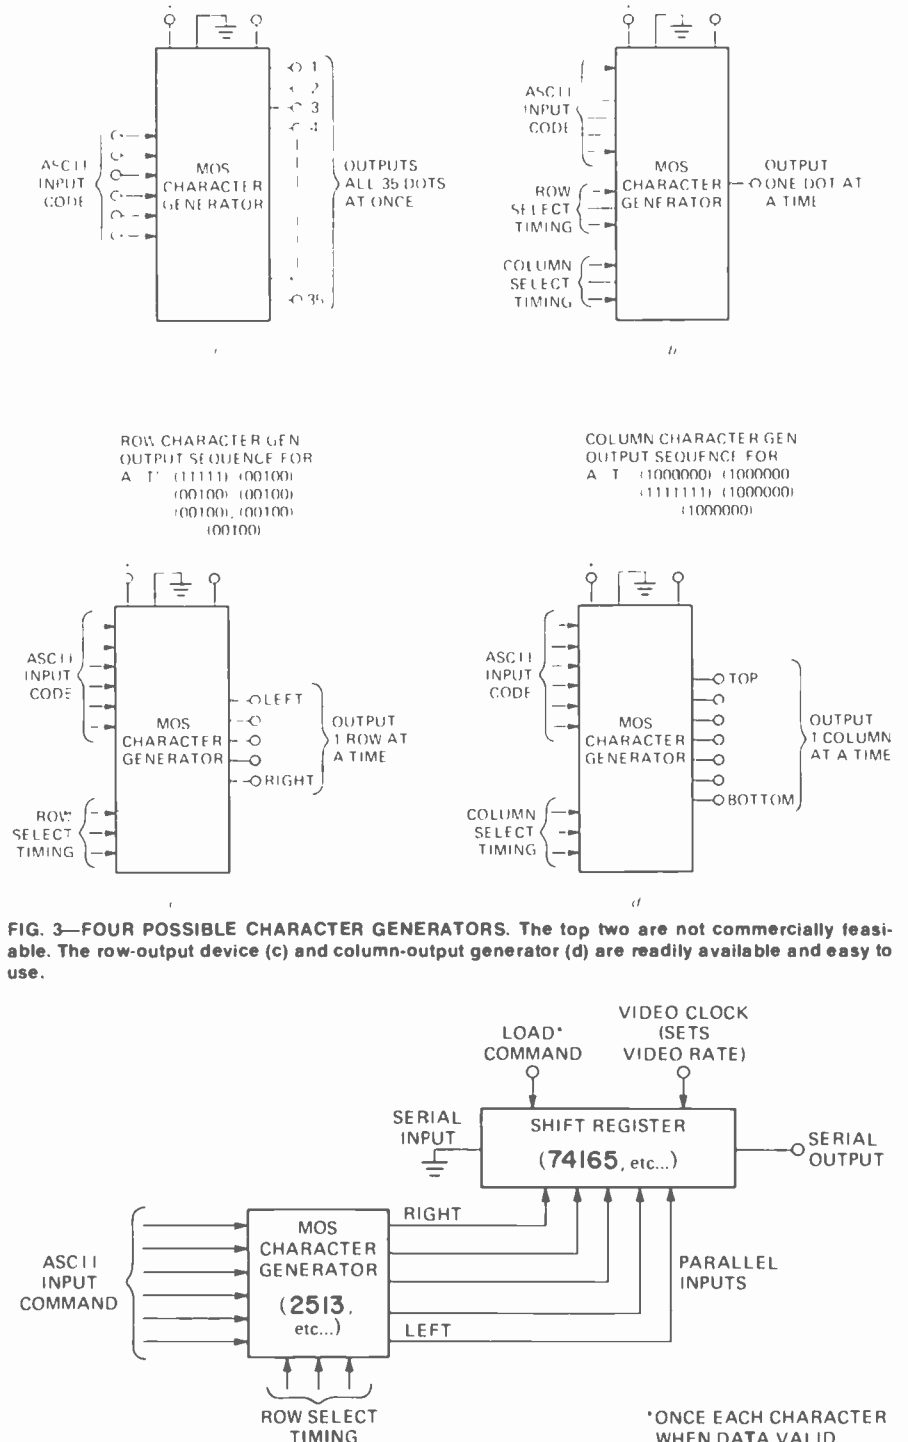 ASCII
INPUT
CODE
MOS
CHARACTER
GENERATOR
1
2
3
4
35
OUTPUTS
ALL 35 DOTS
AT ONCE
ASCII
INPUT
CODE
ROW
SELECT
TIMING
COLUMN
SELECT
TIMING
MOS
CHARACTER
GENERATOR
OUTPUT
ONE DOT AT
A TIME
b
ROW CHARACTER GEN
OUTPUT SEQUENCE FOR
A T (11111) (00100)
(00100) (00100)
(00100), (00100)
(00100)
COLUMN CHARACTER GEN
OUTPUT SEQUENCE FOR
A T (1000000) (1000000
(1111111) (1000000)
(1000000)
ASCII
INPUT
CODE
ROW
SELECT
TIMING
MOS
CHARACTER
GENERATOR
LEFT
RIGHT
OUTPUT
1 ROW AT
A TIME
c
ASCII
INPUT
CODE
COLUMN
SELECT
TIMING
MOS
CHARACTER
GENERATOR
TOP
BOTTOM
OUTPUT
1 COLUMN
AT A TIME
d
FIG. 3—FOUR POSSIBLE CHARACTER GENERATORS. The top two are not commercially feasi-
able. The row-output device (c) and column-output generator (d) are readily available and easy to
use.
LOAD*
COMMAND
VIDEO CLOCK
(SETS
VIDEO RATE)
SERIAL
INPUT
SHIFT REGISTER
(74165, etc...)
SERIAL
OUTPUT
ASCII
INPUT
COMMAND
MOS
CHARACTER
GENERATOR
(2513,
etc...)
RIGHT
LEFT
PARALLEL
INPUTS
ROW SELECT
TIMING
*ONCE EACH CHARACTER
WHEN DATA VALID